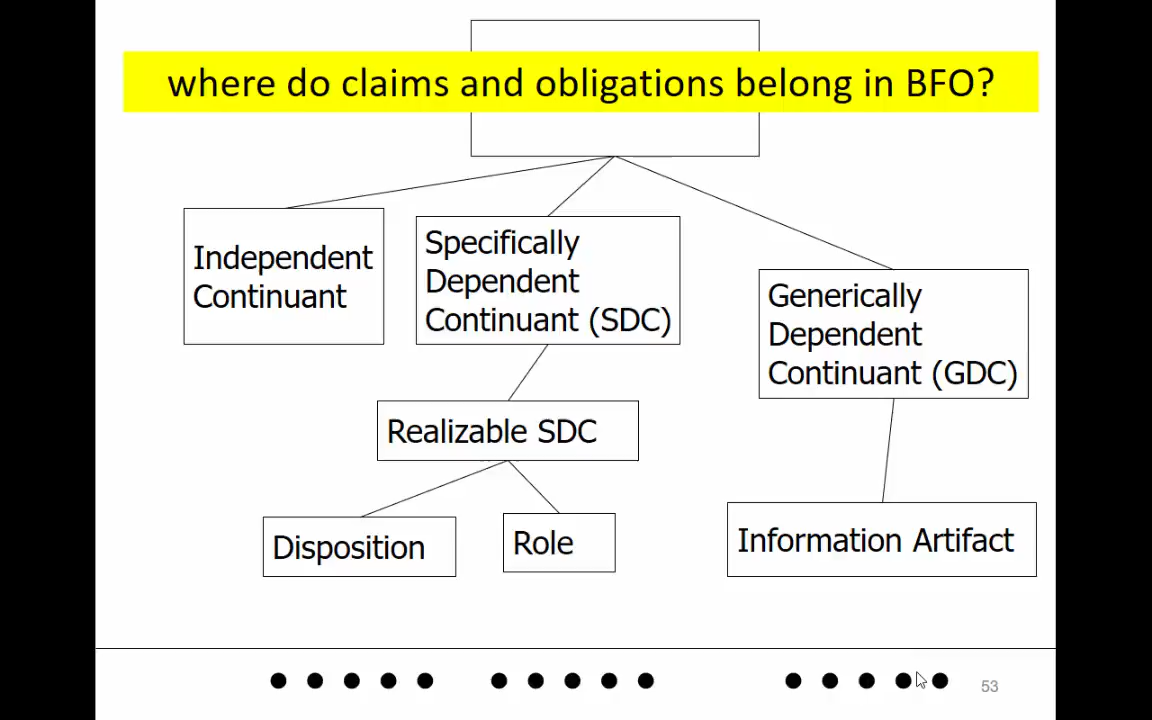 where do claims and obligations belong in BFO?
Independent
Continuant
Specifically
Dependent
Continuant (SDC)
Generically
Dependent
Continuant (GDC)
Realizable SDC
Disposition
Role
Information Artifact
53